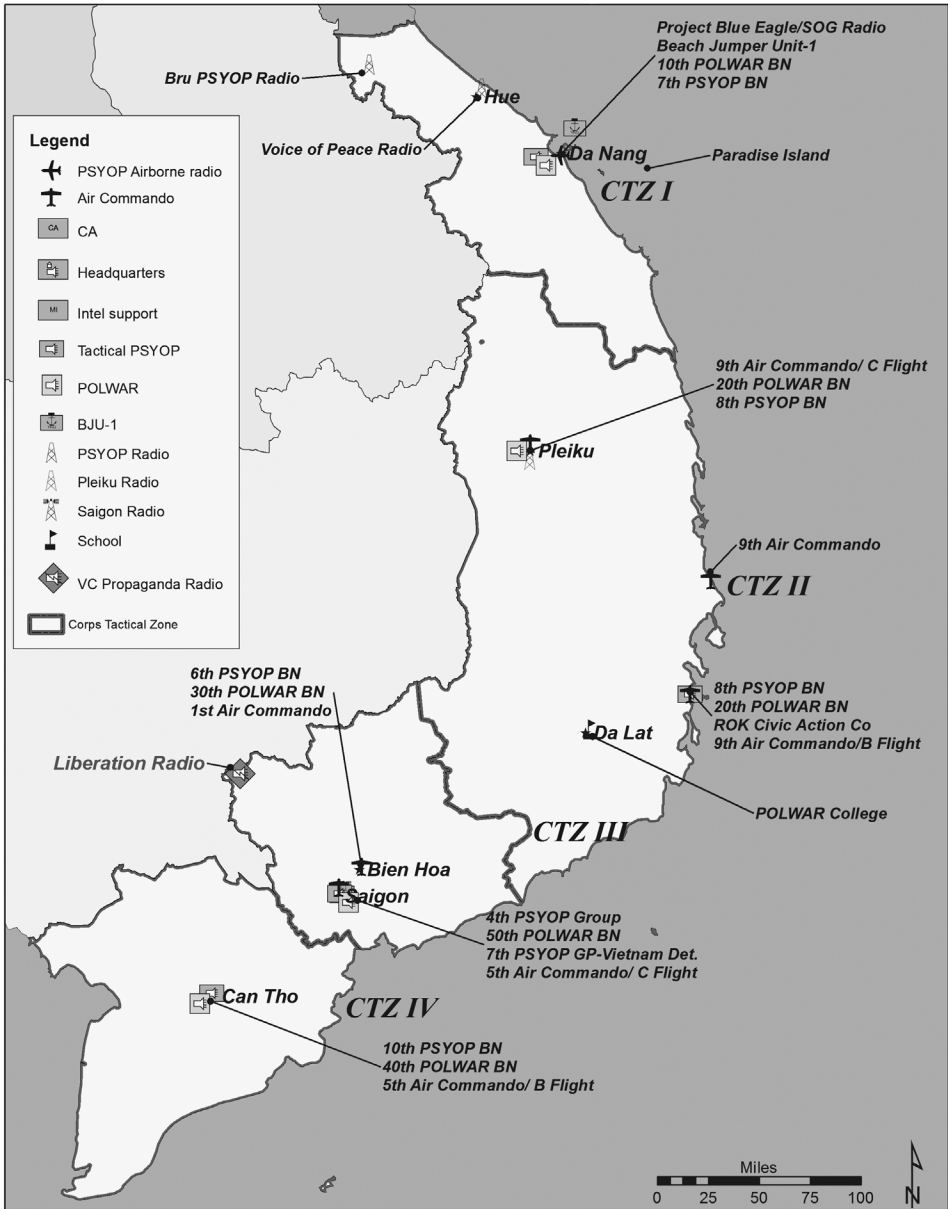 Project Blue Eagle/SOG Radio
Beach Jumper Unit-1
10th POLWAR BN
7th PSYOP BN
Bru PSYOP Radio
Hue
Voice of Peace Radio
Da Nang
Paradise Island
CTZ I
Legend
PSYOP Airborne radio
Air Commando
CA
CA
Headquarters
MI
Intel support
Tactical PSYOP
POLWAR
BJU-1
PSYOP Radio
Pleiku Radio
Saigon Radio
School
VC Propaganda Radio
Corps Tactical Zone
9th Air Commando/ C Flight
20th POLWAR BN
8th PSYOP BN
Pleiku
9th Air Commando
CTZ II
6th PSYOP BN
30th POLWAR BN
1st Air Commando
8th PSYOP BN
20th POLWAR BN
ROK Civic Action Co
9th Air Commando/B Flight
Da Lat
Liberation Radio
POLWAR College
CTZ III
Bien Hoa
Saigon
4th PSYOP Group
50th POLWAR BN
7th PSYOP GP-Vietnam Det.
5th Air Commando/ C Flight
Can Tho
CTZ IV
10th PSYOP BN
40th POLWAR BN
5th Air Commando/ B Flight
Miles
0 25 50 75 100
N